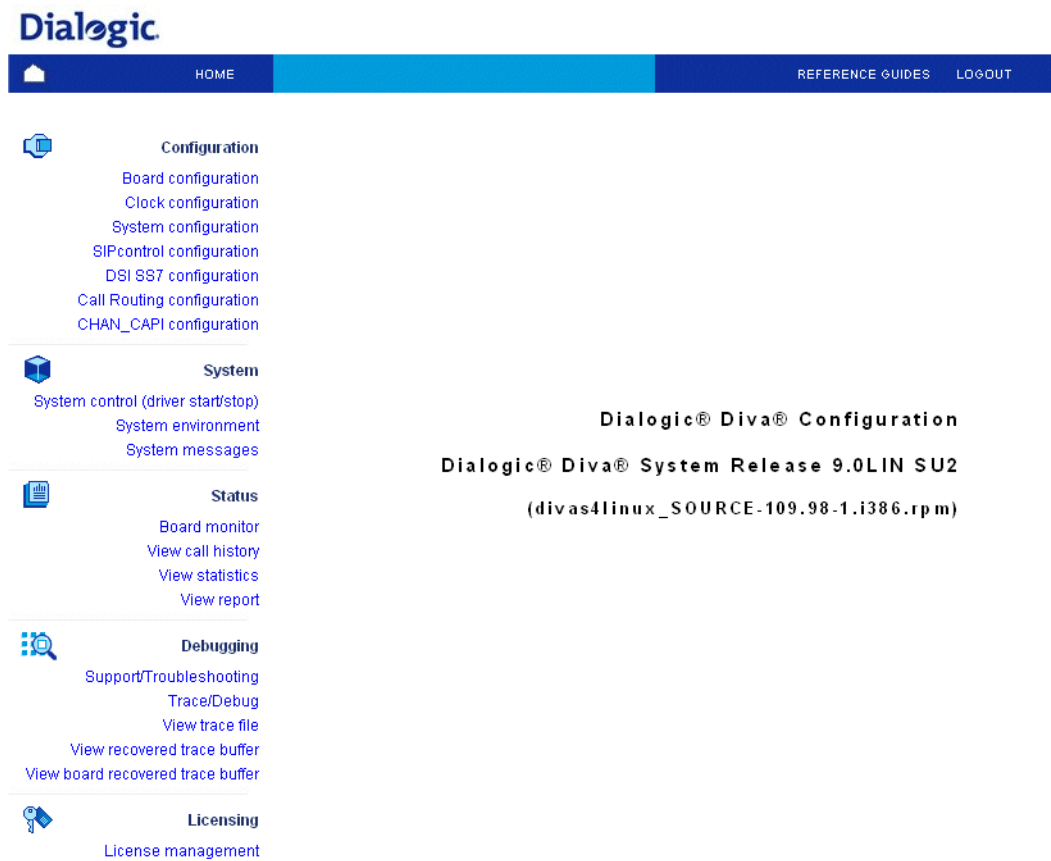 Dialogic
HOME
REFERENCE GUIDES LOGOUT
Configuration
Board configuration
Clock configuration
System configuration
SIPcontrol configuration
DSI SS7 configuration
Call Routing configuration
CHAN_CAPI configuration
System
System control (driver start/stop)
System environment
System messages
Status
Board monitor
View call history
View statistics
View report
Debugging
Support/Troubleshooting
Trace/Debug
View trace file
View recovered trace buffer
View board recovered trace buffer
Licensing
License management
Dialogic® Diva® Configuration
Dialogic® Diva® System Release 9.0LIN SU2
(divas4linux_SOURCE-109.98-1.i386.rpm)